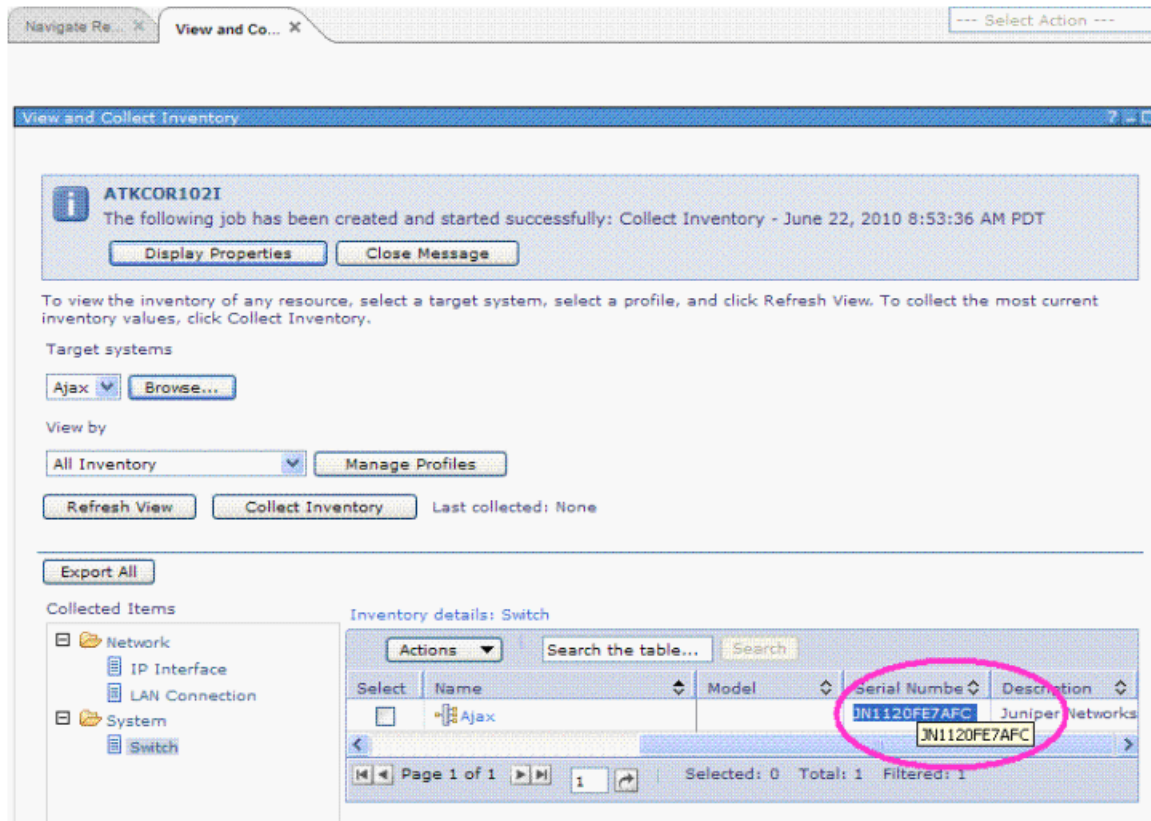 Navigate Re...
View and Co...
--- Select Action ---
View and Collect Inventory
ATKCOR102I
The following job has been created and started successfully: Collect Inventory - June 22, 2010 8:53:36 AM PDT
Display Properties Close Message
To view the inventory of any resource, select a target system, select a profile, and click Refresh View. To collect the most current
inventory values, click Collect Inventory.
Target systems
Ajax Browse...
View by
All Inventory Manage Profiles
Refresh View Collect Inventory Last collected: None
Export All
Collected Items
Network
IP Interface
LAN Connection
System
Switch
Inventory details: Switch
Actions Search the table... Search
Select Name Model Serial Numbe Description
Ajax JN1120FE7AFC Juniper Networks
JN1120FE7AFC
Page 1 of 1 1 Selected: 0 Total: 1 Filtered: 1